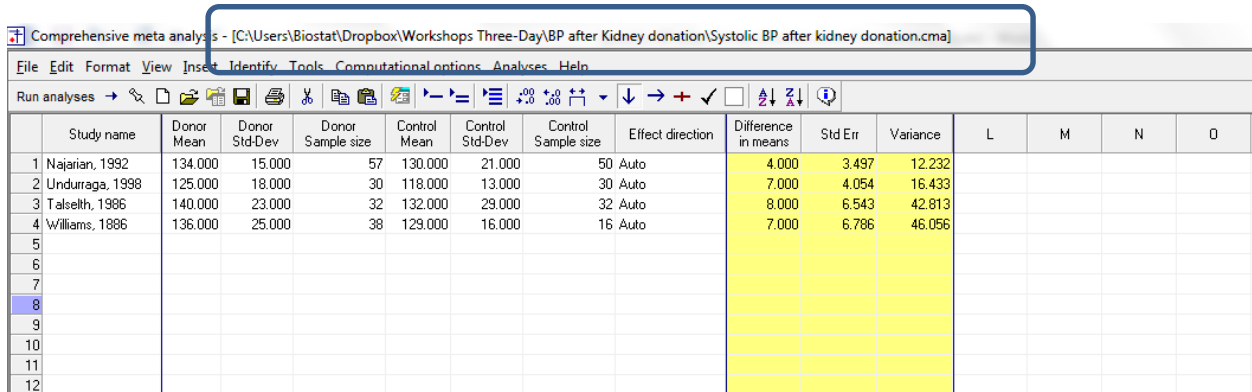 Comprehensive meta analysis - [C:\Users\Biostat\Dropbox\Workshops Three-Day\BP after Kidney donation\Systolic BP after kidney donation.cma]
File Edit Format View Insert Identify Tools Computational options Analyses Help
Run analyses
Study name Donor Mean Donor Std-Dev Donor Sample size Control Mean Control Std-Dev Control Sample size Effect direction Difference in means Std Err Variance L M N O
1 Najarian, 1992 134.000 15.000 57 130.000 21.000 50 Auto 4.000 3.497 12.232
2 Undurraga, 1998 125.000 18.000 30 118.000 13.000 30 Auto 7.000 4.054 16.433
3 Talselth, 1986 140.000 23.000 32 132.000 29.000 32 Auto 8.000 6.543 42.813
4 Williams, 1886 136.000 25.000 38 129.000 16.000 16 Auto 7.000 6.786 46.056
5
6
7
8
9
10
11
12